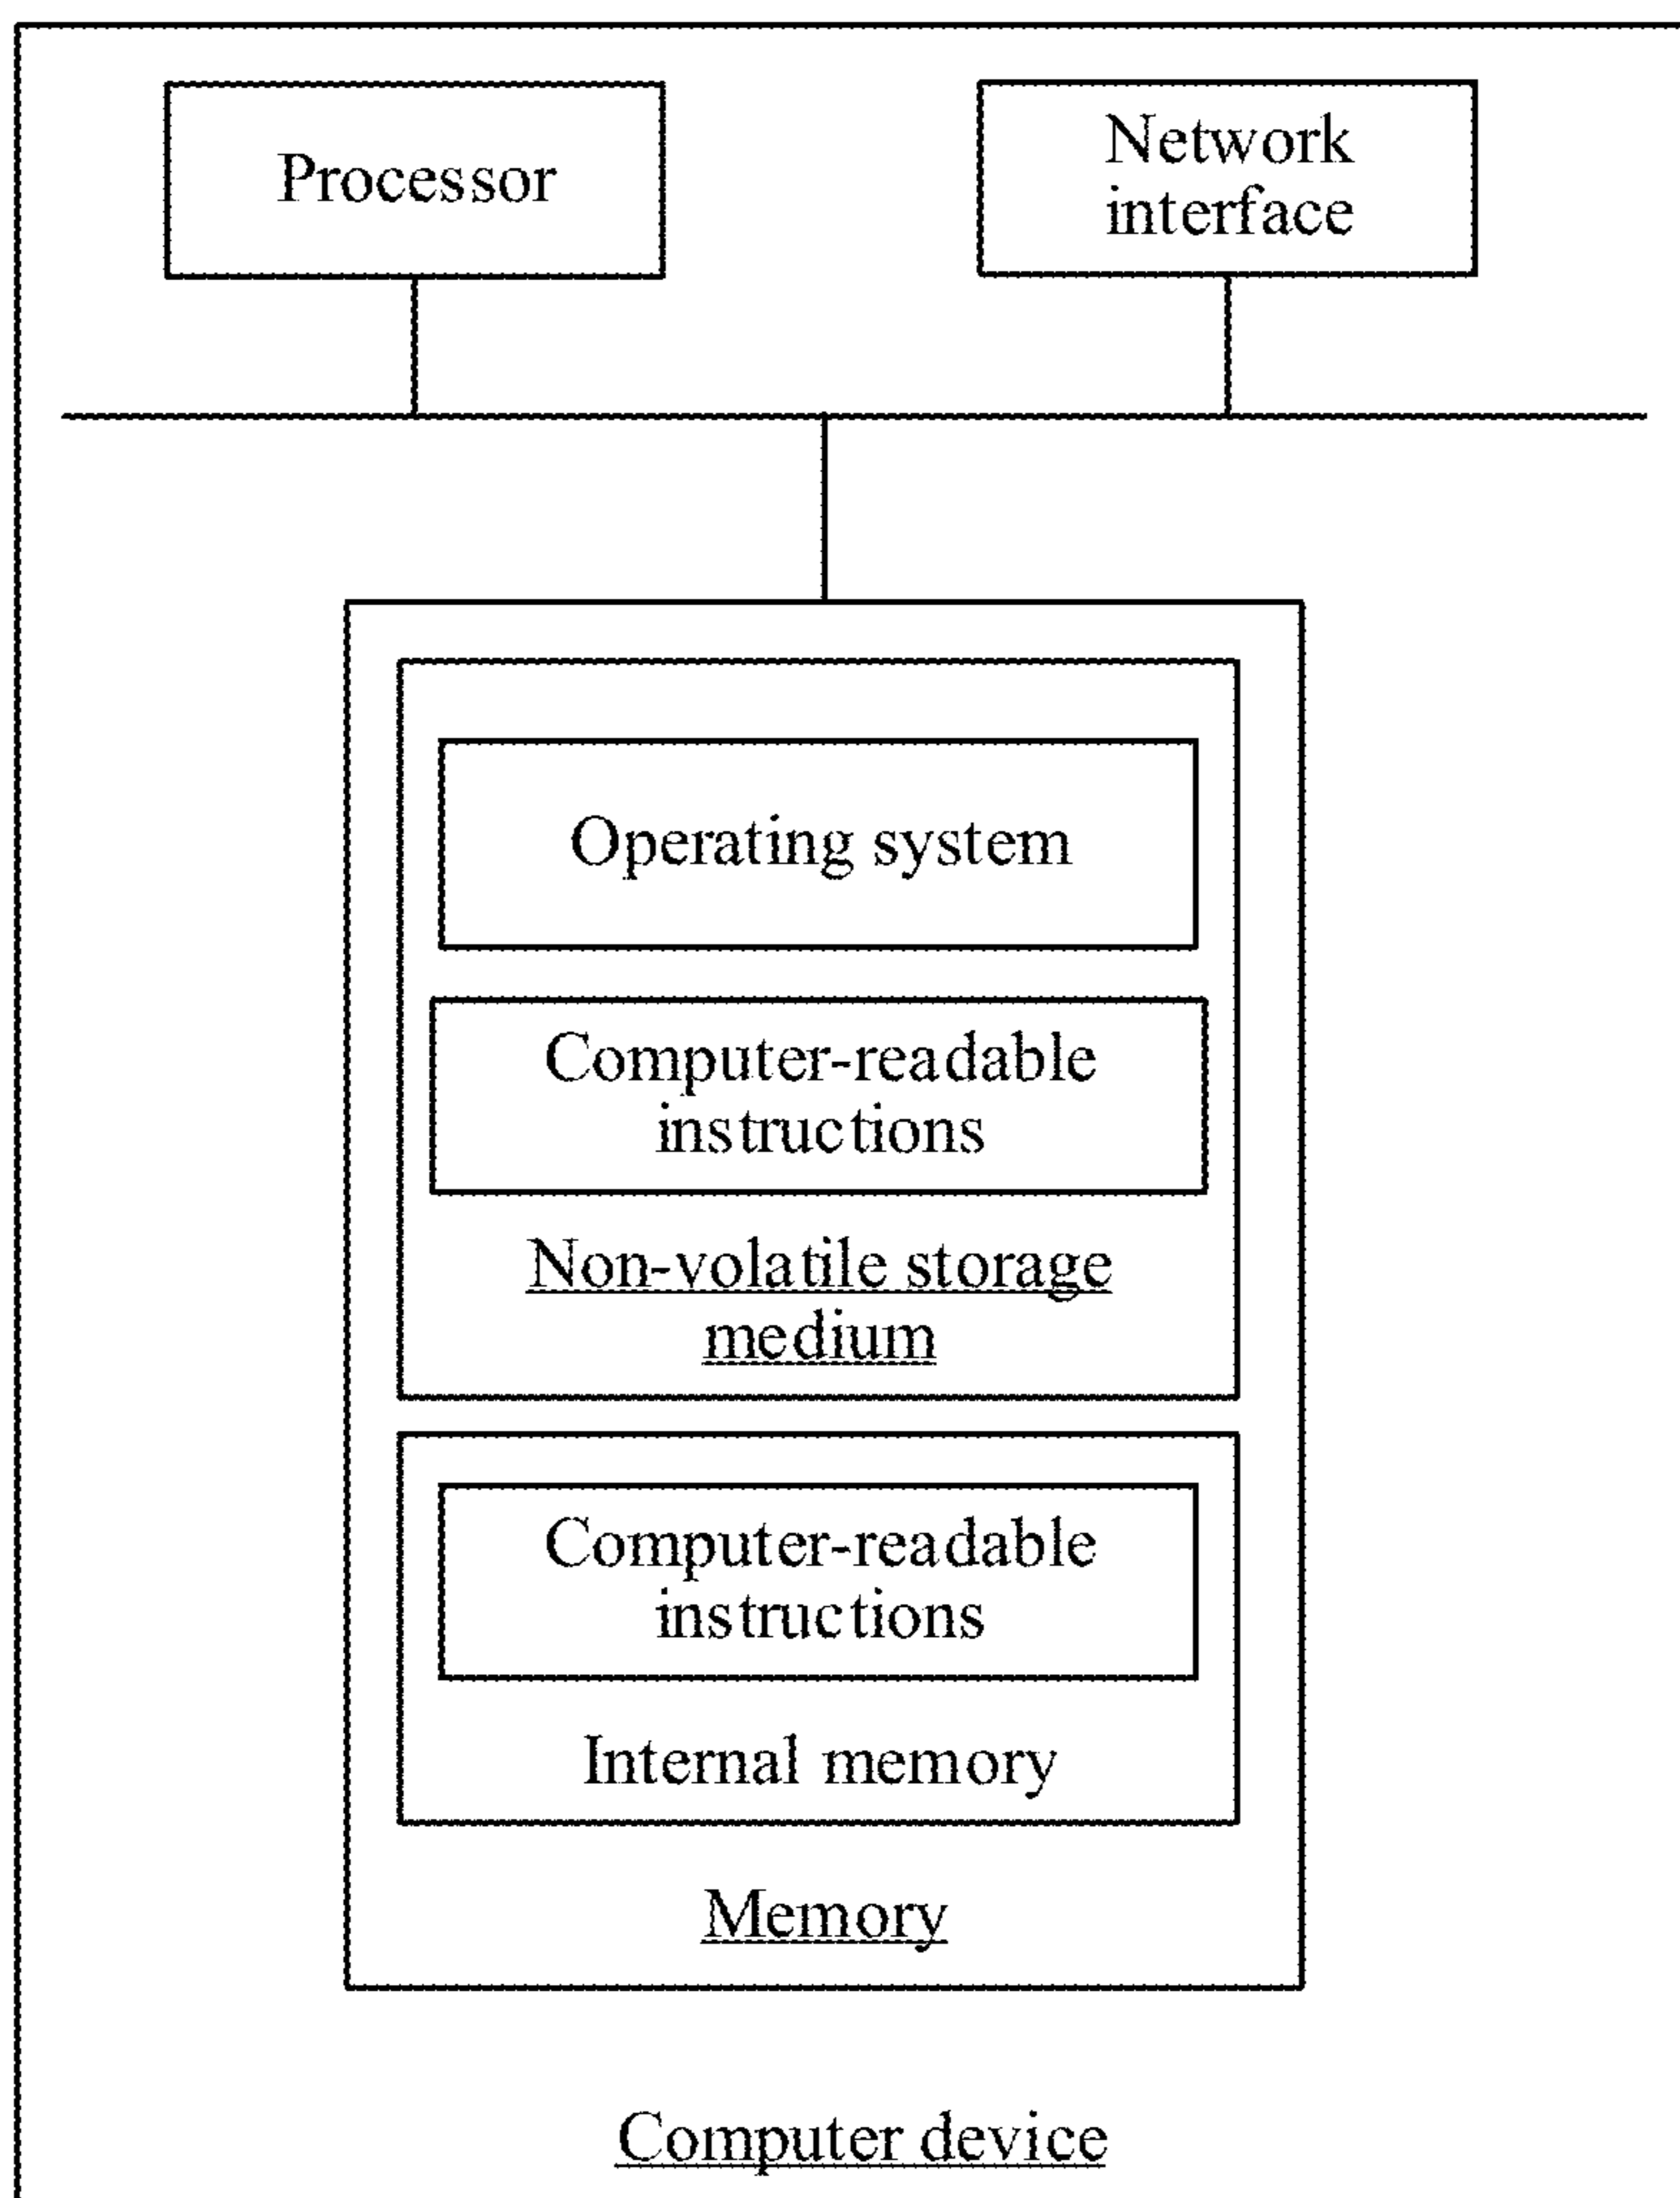 Processor
Network
interface
Operating system
Computer-readable
instructions
Non-volatile storage
medium
Computer-readable
instructions
Internal memory
Memory
Computer device